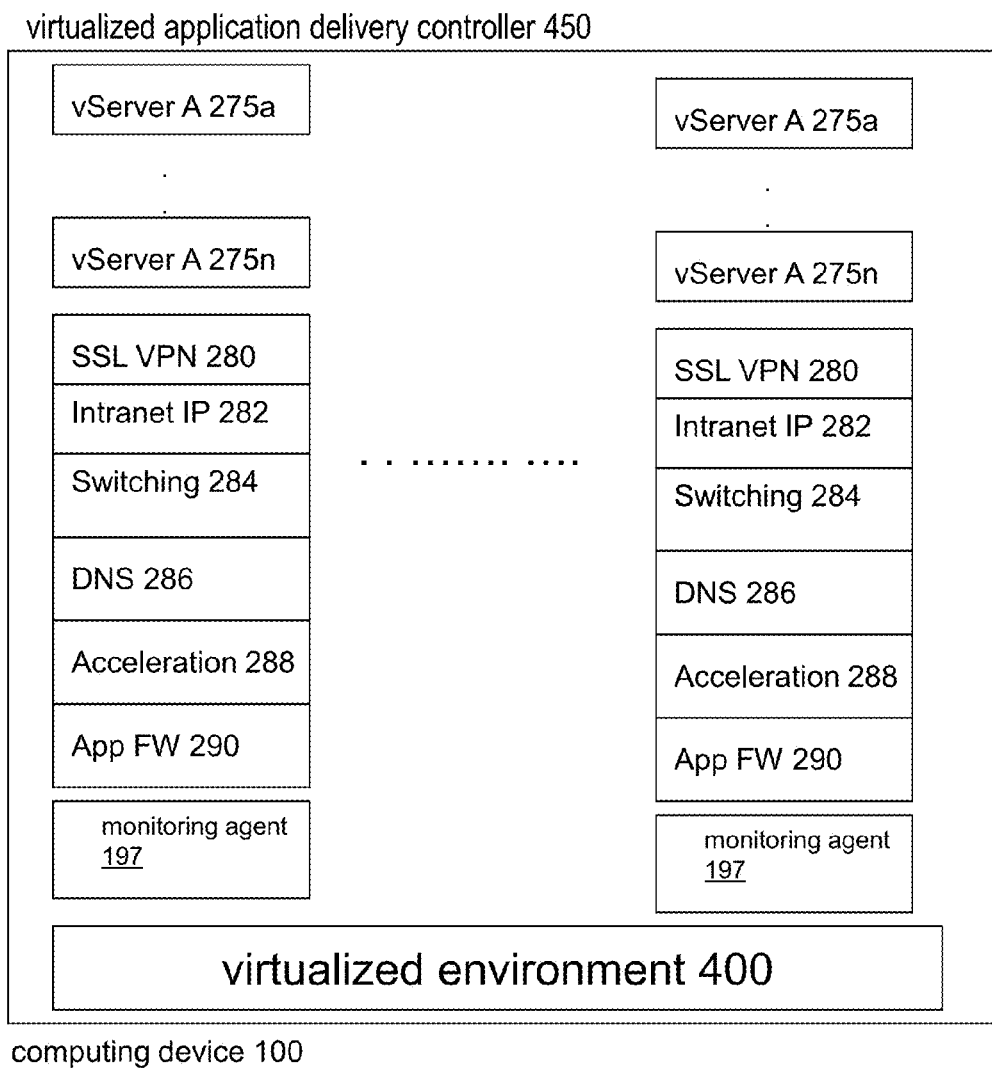 virtualized application delivery controller 450
vServer A 275a
vServer A 275n
SSL VPN 280
Intranet IP 282
Switching 284
DNS 286
Acceleration 288
App FW 290
monitoring agent
197
vServer A 275a
vServer A 275n
SSL VPN 280
Intranet IP 282
Switching 284
DNS 286
Acceleration 288
App FW 290
monitoring agent
197
virtualized environment 400
computing device 100